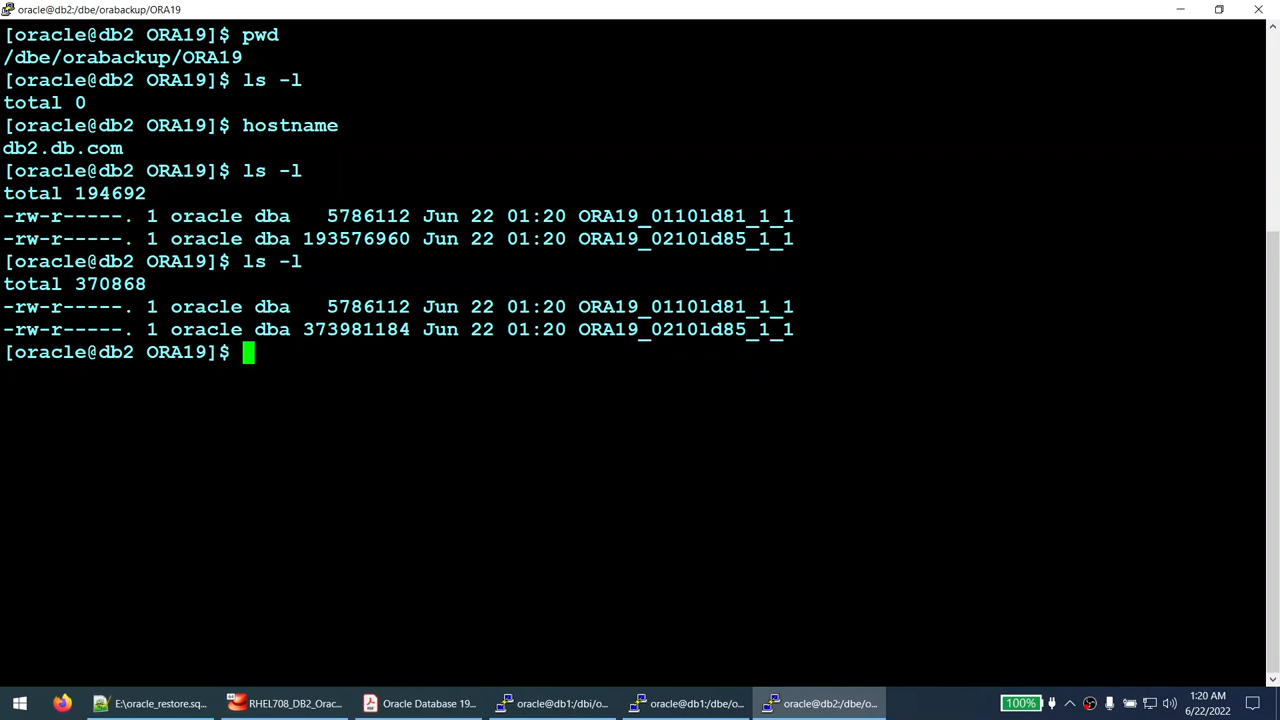 oracle@db2:/dbe/orabackup/ORA19
[oracle@db2 ORA19]$ pwd
/dbe/orabackup/ORA19
[oracle@db2 ORA19]$ ls -l
total 0
[oracle@db2 ORA19]$ hostname
db2.db.com
[oracle@db2 ORA19]$ ls -l
total 194692
-rw-r-----. 1 oracle dba   5786112 Jun 22 01:20 ORA19_0110ld81_1_1
-rw-r-----. 1 oracle dba 193576960 Jun 22 01:20 ORA19_0210ld85_1_1
[oracle@db2 ORA19]$ ls -l
total 370868
-rw-r-----. 1 oracle dba   5786112 Jun 22 01:20 ORA19_0110ld81_1_1
-rw-r-----. 1 oracle dba 373981184 Jun 22 01:20 ORA19_0210ld85_1_1
[oracle@db2 ORA19]$
E:\oracle_restore.sq... RHEL708_DB2_Orac... Oracle Database 19... oracle@db1:/dbi/o... oracle@db1:/dbe/o... oracle@db2:/dbe/o... 100% 1:20 AM
6/22/2022